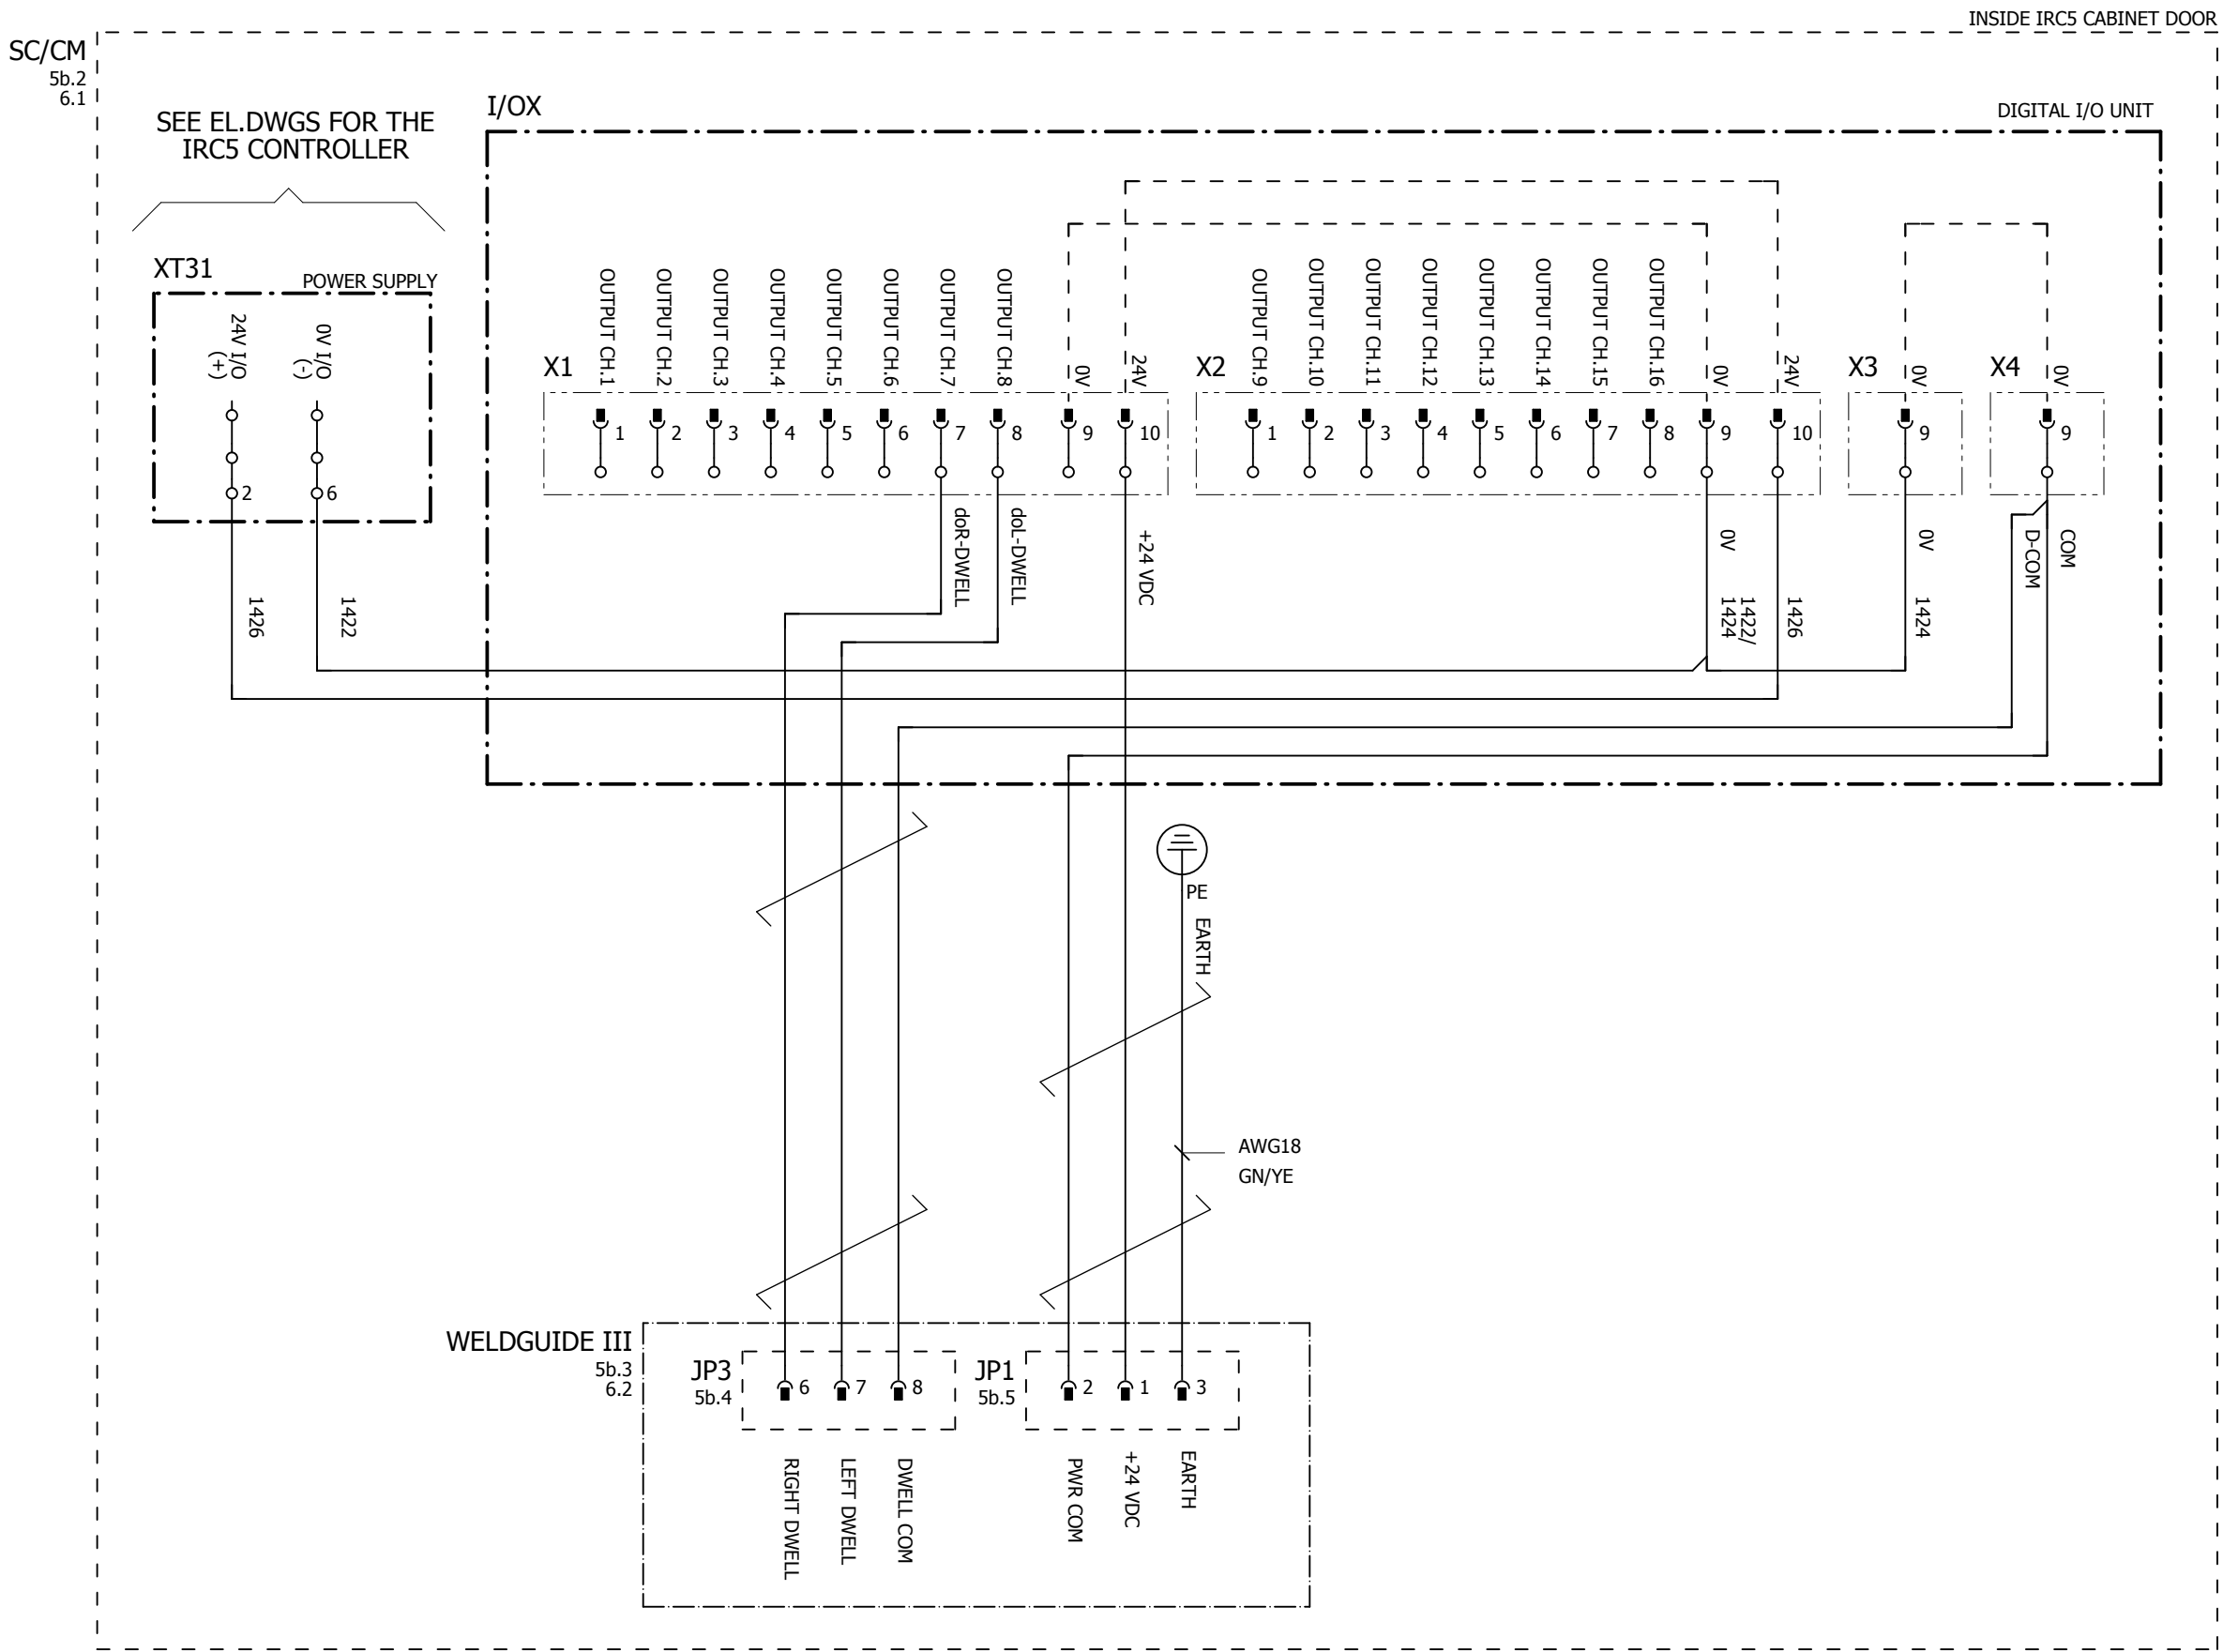 INSIDE IRC5 CABINET DOOR
SC/CM
5b.2
6.1
SEE EL.DWGS FOR THE
IRC5 CONTROLLER
I/OX
DIGITAL I/O UNIT
XT31
POWER SUPPLY
24V I/O
(+)
0V I/O
(-)
2
6
1426
1422
X1
OUTPUT CH.1
OUTPUT CH.2
OUTPUT CH.3
OUTPUT CH.4
OUTPUT CH.5
OUTPUT CH.6
OUTPUT CH.7
OUTPUT CH.8
0V
24V
1
2
3
4
5
6
7
8
9
10
doR-DWELL
doL-DWELL
+24 VDC
X2
OUTPUT CH.9
OUTPUT CH.10
OUTPUT CH.11
OUTPUT CH.12
OUTPUT CH.13
OUTPUT CH.14
OUTPUT CH.15
OUTPUT CH.16
0V
24V
1
2
3
4
5
6
7
8
9
10
0V
1422/
1424
1426
X3
0V
9
0V
1424
X4
0V
9
D-COM
COM
PE
EARTH
AWG18
GN/YE
WELDGUIDE III
5b.3
6.2
JP3
5b.4
6
7
8
RIGHT DWELL
LEFT DWELL
DWELL COM
JP1
5b.5
2
1
3
PWR COM
+24 VDC
EARTH